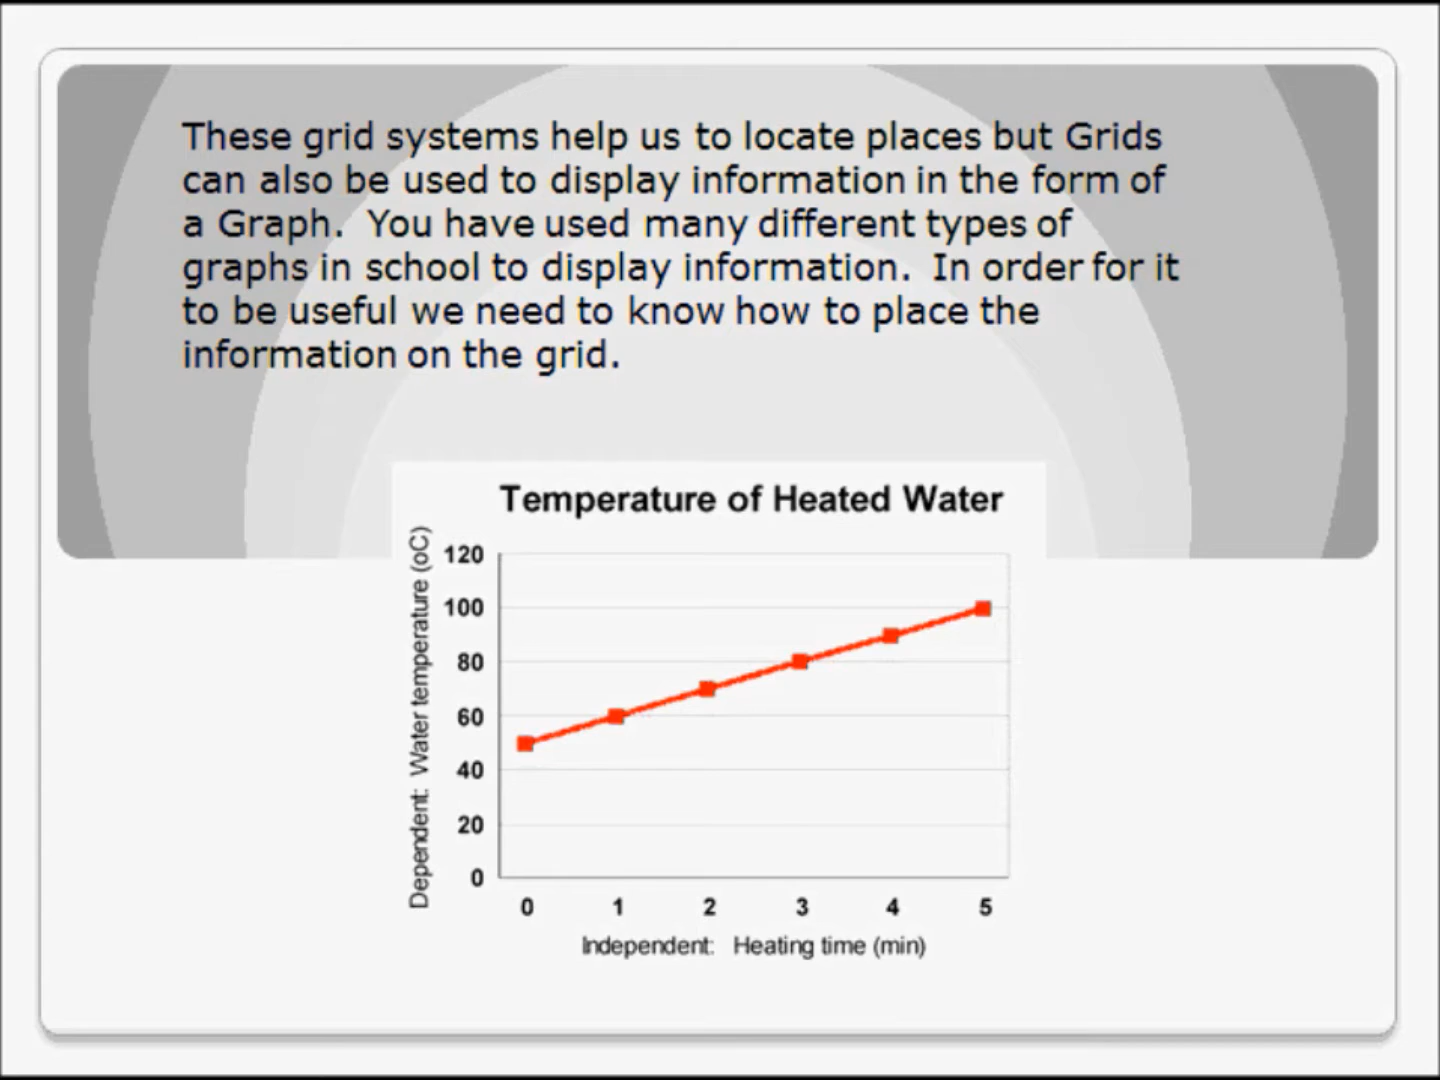 These grid systems help us to locate places but Grids
can also be used to display information in the form of
a Graph.  You have used many different types of
graphs in school to display information.  In order for it
to be useful we need to know how to place the
information on the grid.
Temperature of Heated Water
Dependent:  Water temperature (oC)
120
100
80
60
40
20
0
0 1 2 3 4 5
Independent:  Heating time (min)